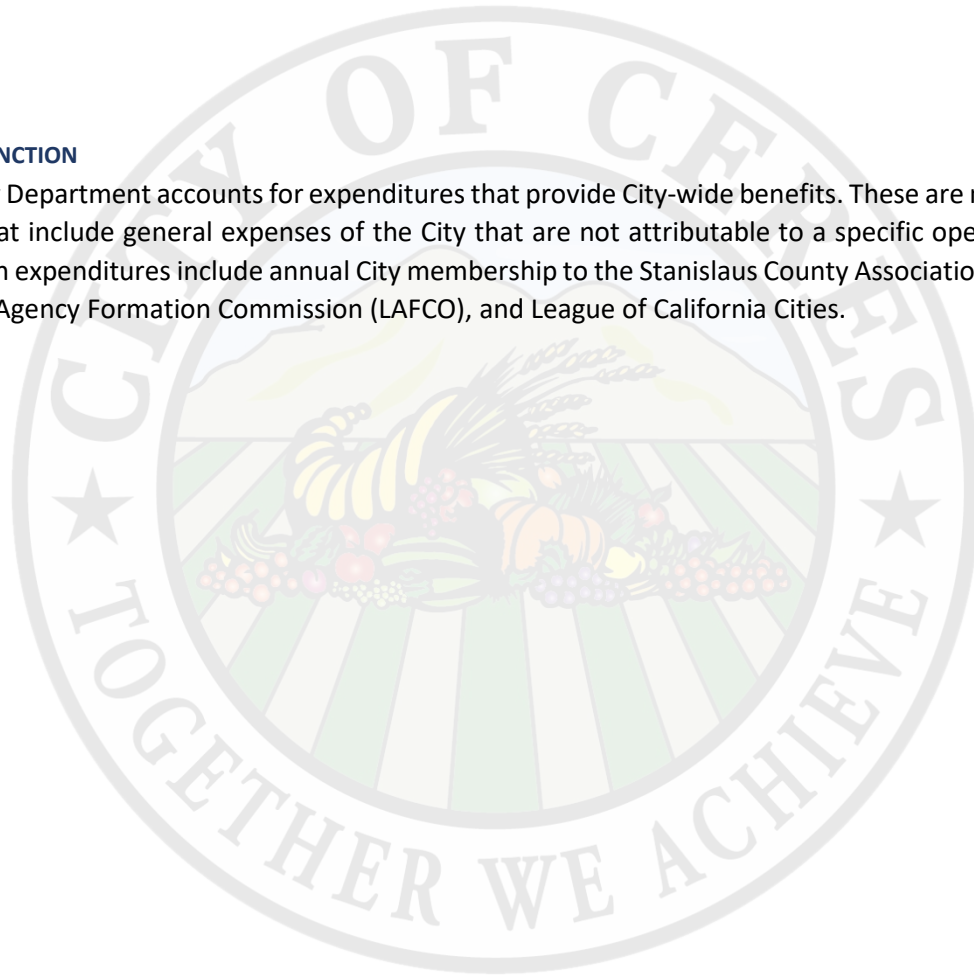 CITY OF CERES
NCTION
Department accounts for expenditures that provide City-wide benefits. These are
at include general expenses of the City that are not attributable to a specific ope
n expenditures include annual City membership to the Stanislaus County Associatio
Agency Formation Commission (LAFCO), and League of California Cities.
TOGETHER WE ACHIEVE